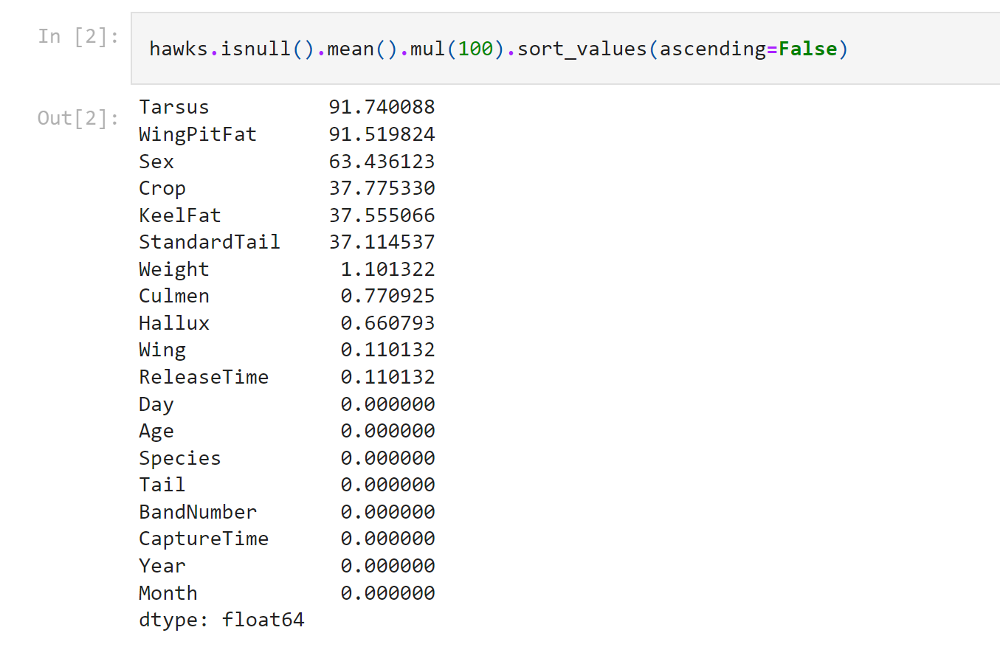 In [2]: hawks.isnull().mean().mul(100).sort_values(ascending=False)
Out[2]: Tarsus 91.740088
WingPitFat 91.519824
Sex 63.436123
Crop 37.775330
KeelFat 37.555066
StandardTail 37.114537
Weight 1.101322
Culmen 0.770925
Hallux 0.660793
Wing 0.110132
ReleaseTime 0.110132
Day 0.000000
Age 0.000000
Species 0.000000
Tail 0.000000
BandNumber 0.000000
CaptureTime 0.000000
Year 0.000000
Month 0.000000
dtype: float64